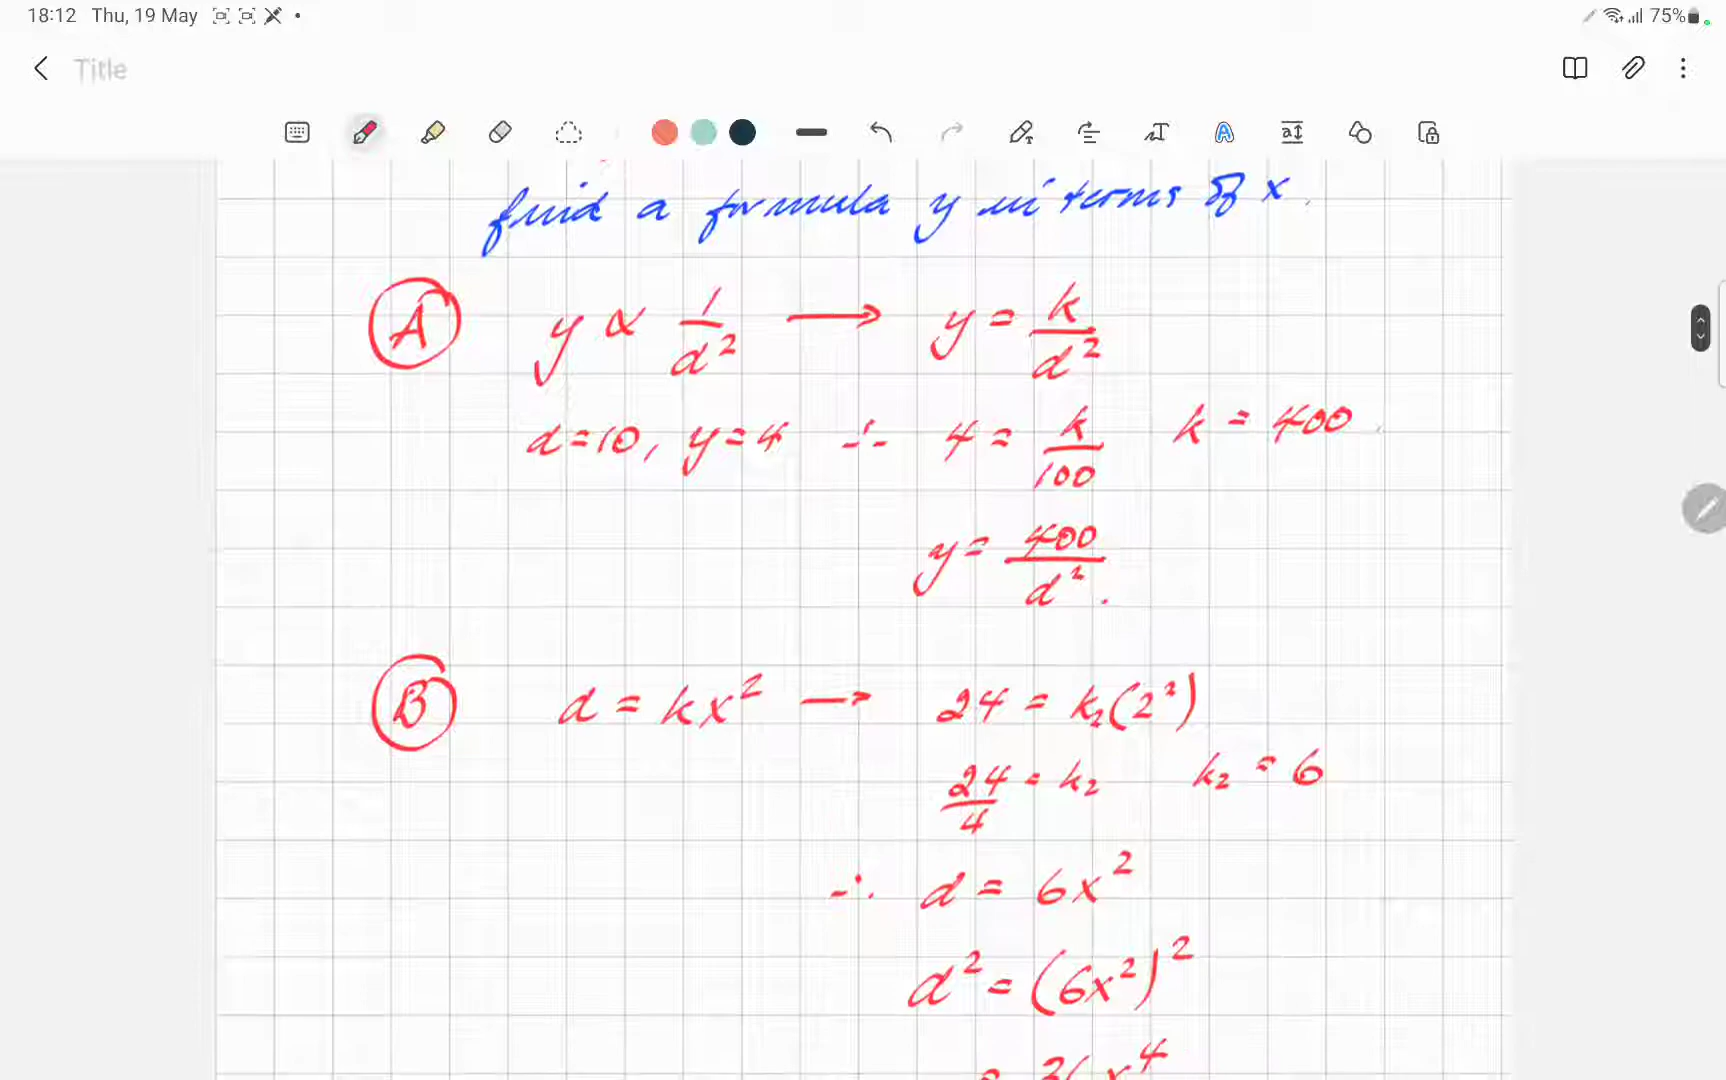 18:12 Thu, 19 May 75%
Title
find a formula y in terms of x.
A y ∝ 1/d² → y = k/d²
d=10, y=4 ∴ 4 = k/100 k = 400
y = 400/d².
B d = kx² → 24 = k₂(2²)
24/4 = k₂ k₂ = 6
∴ d = 6x²
d² = (6x²)²
= 36x⁴